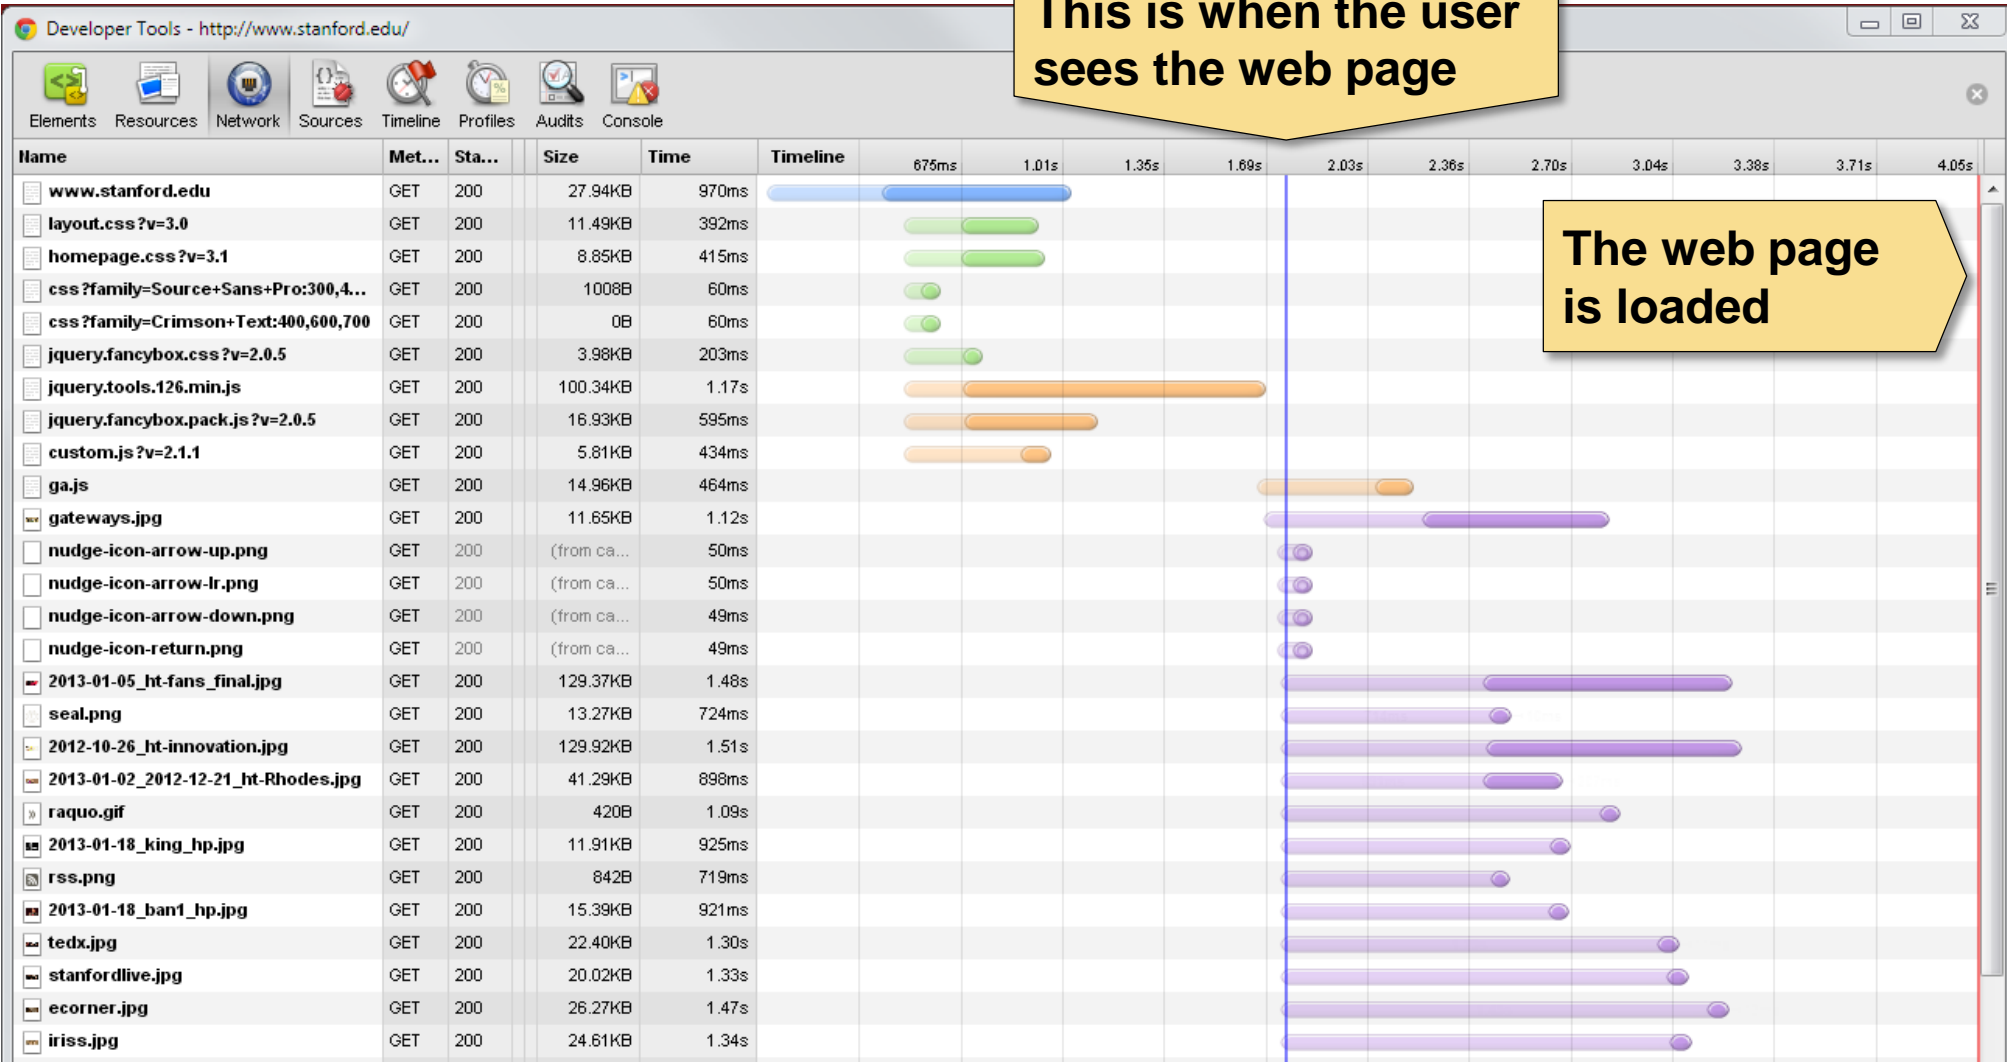 This is when the user
sees the web page
Developer Tools - http://www.stanford.edu/
Elements Resources Network Sources Timeline Profiles Audits Console
Name Met... Sta... Size Time Timeline 675ms 1.01s 1.35s 1.69s 2.03s 2.36s 2.70s 3.04s 3.38s 3.71s 4.05s
www.stanford.edu GET 200 27.94KB 970ms
layout.css?v=3.0 GET 200 11.49KB 392ms
homepage.css?v=3.1 GET 200 8.85KB 415ms
css?family=Source+Sans+Pro:300,4... GET 200 1008B 60ms
css?family=Crimson+Text:400,600,700 GET 200 0B 60ms
jquery.fancybox.css?v=2.0.5 GET 200 3.98KB 203ms
jquery.tools.126.min.js GET 200 100.34KB 1.17s
jquery.fancybox.pack.js?v=2.0.5 GET 200 16.93KB 595ms
custom.js?v=2.1.1 GET 200 5.81KB 434ms
ga.js GET 200 14.96KB 464ms
gateways.jpg GET 200 11.65KB 1.12s
nudge-icon-arrow-up.png GET 200 (from ca... 50ms
nudge-icon-arrow-lr.png GET 200 (from ca... 50ms
nudge-icon-arrow-down.png GET 200 (from ca... 49ms
nudge-icon-return.png GET 200 (from ca... 49ms
2013-01-05_ht-fans_final.jpg GET 200 129.37KB 1.48s
seal.png GET 200 13.27KB 724ms
2012-10-26_ht-innovation.jpg GET 200 129.92KB 1.51s
2013-01-02_2012-12-21_ht-Rhodes.jpg GET 200 41.29KB 898ms
raquo.gif GET 200 420B 1.09s
2013-01-18_king_hp.jpg GET 200 11.91KB 925ms
rss.png GET 200 842B 719ms
2013-01-18_ban1_hp.jpg GET 200 15.39KB 921ms
tedx.jpg GET 200 22.40KB 1.30s
stanfordlive.jpg GET 200 20.02KB 1.33s
ecorner.jpg GET 200 26.27KB 1.47s
iriss.jpg GET 200 24.61KB 1.34s
The web page
is loaded